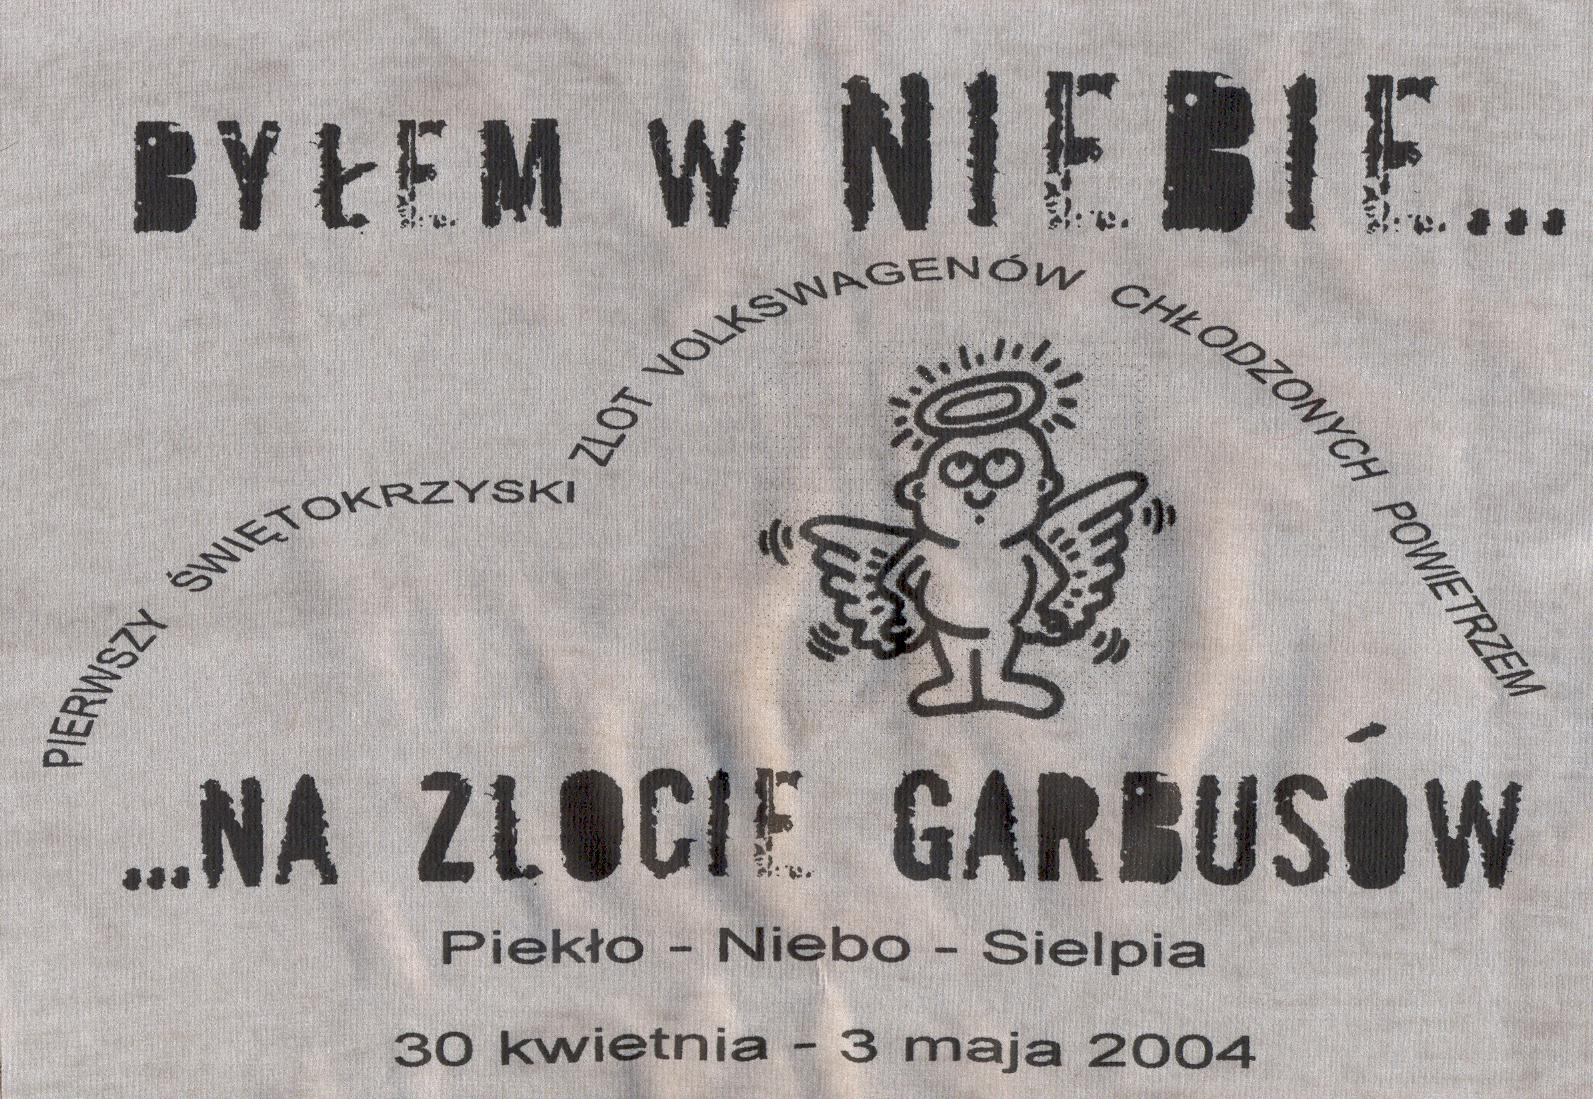 BYŁEM W NIEBIE...
PIERWSZY ŚWIĘTOKRZYSKI ZLOT VOLKSWAGENÓW CHŁODZONYCH POWIETRZEM
...NA ZLOCIE GARBUSÓW
Piekło - Niebo - Sielpia
30 kwietnia - 3 maja 2004